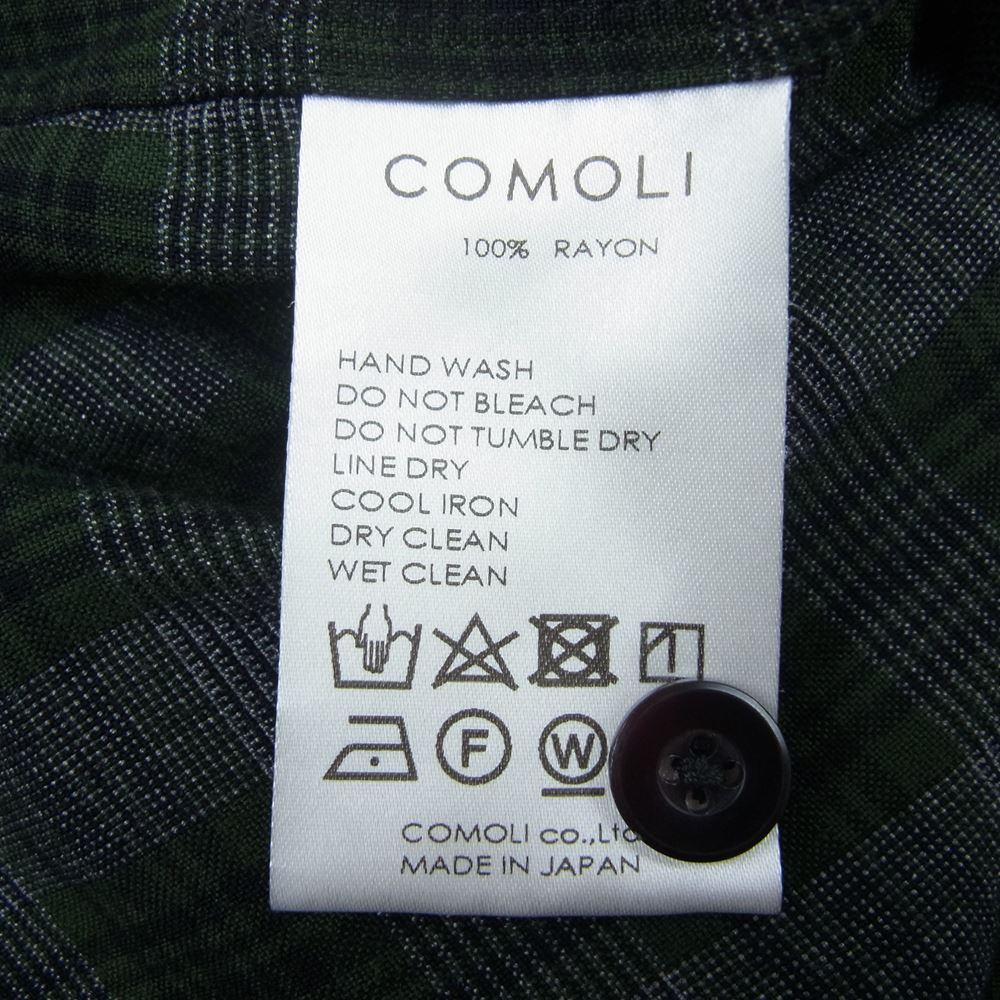 COMOLI
100% RAYON
HAND WASH
DO NOT BLEACH
DO NOT TUMBLE DRY
LINE DRY
COOL IRON
DRY CLEAN
WET CLEAN
F W
COMOLI co.,Ltd
MADE IN JAPAN